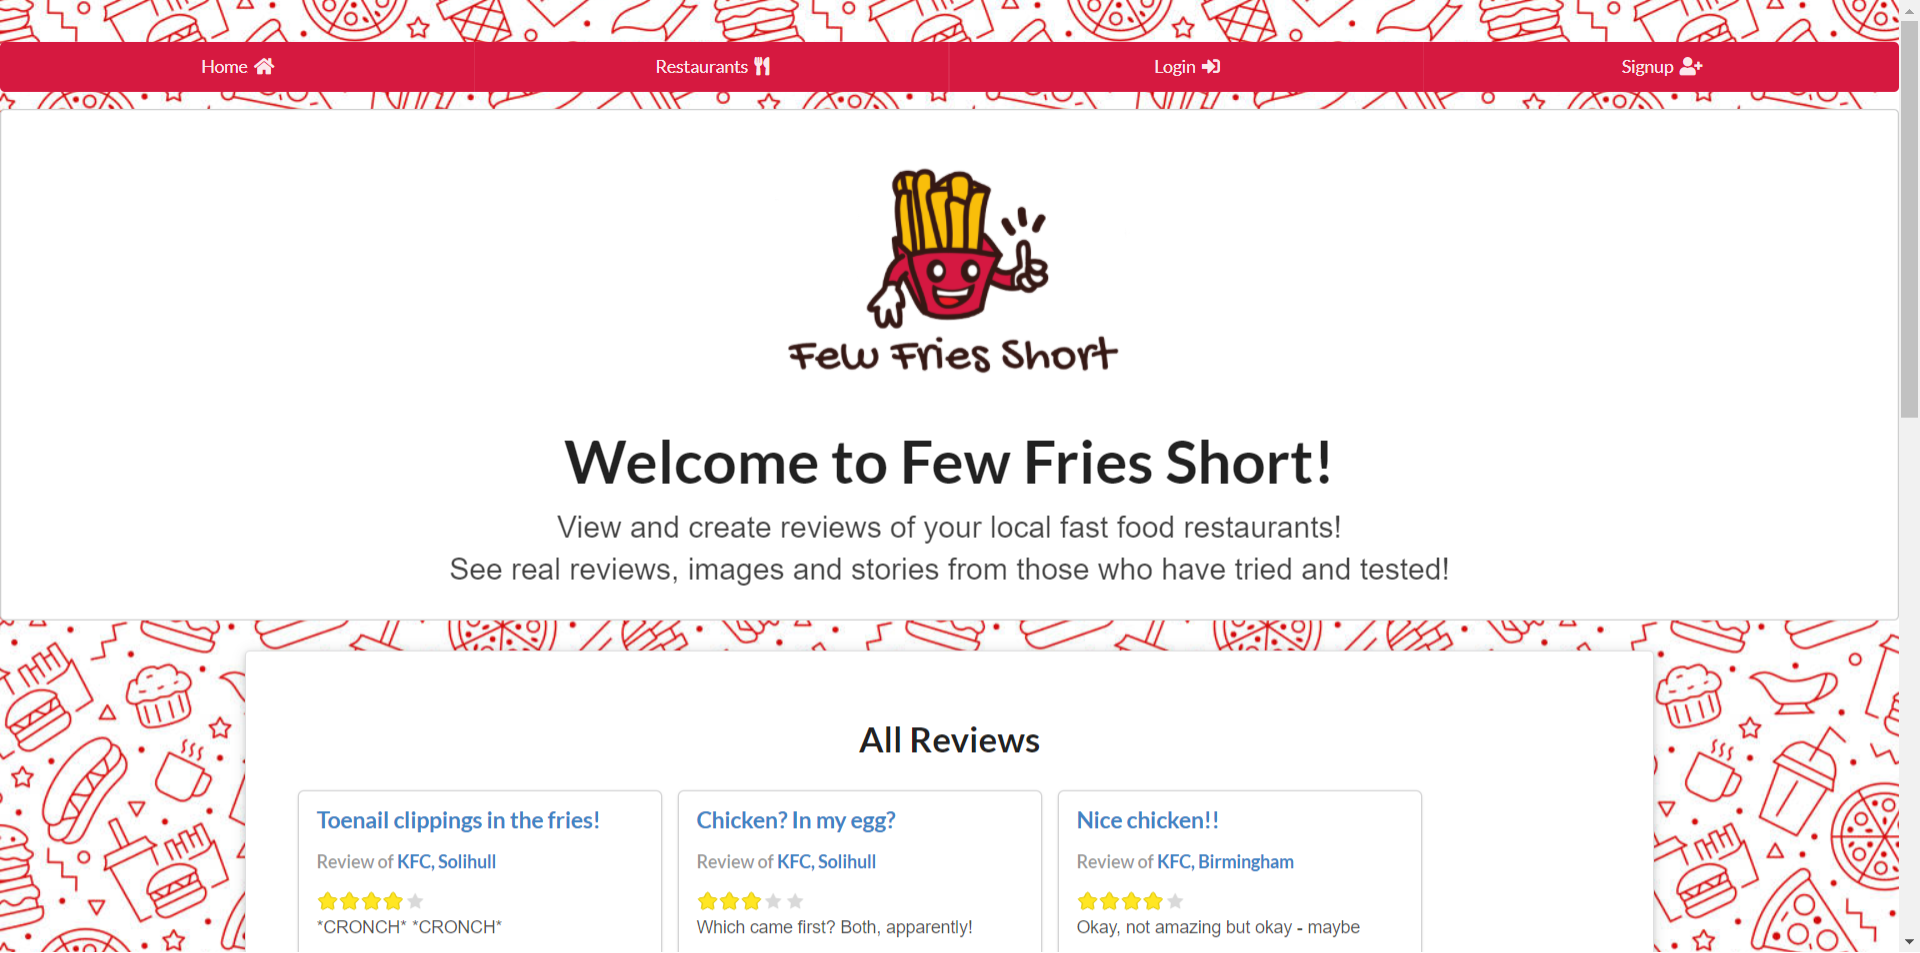 Home
Restaurants
Login
Signup
Few Fries Short
Welcome to Few Fries Short!
View and create reviews of your local fast food restaurants!
See real reviews, images and stories from those who have tried and tested!
All Reviews
Toenail clippings in the fries!
Review of KFC, Solihull
*CRONCH* *CRONCH*
Chicken? In my egg?
Review of KFC, Solihull
Which came first? Both, apparently!
Nice chicken!!
Review of KFC, Birmingham
Okay, not amazing but okay - maybe